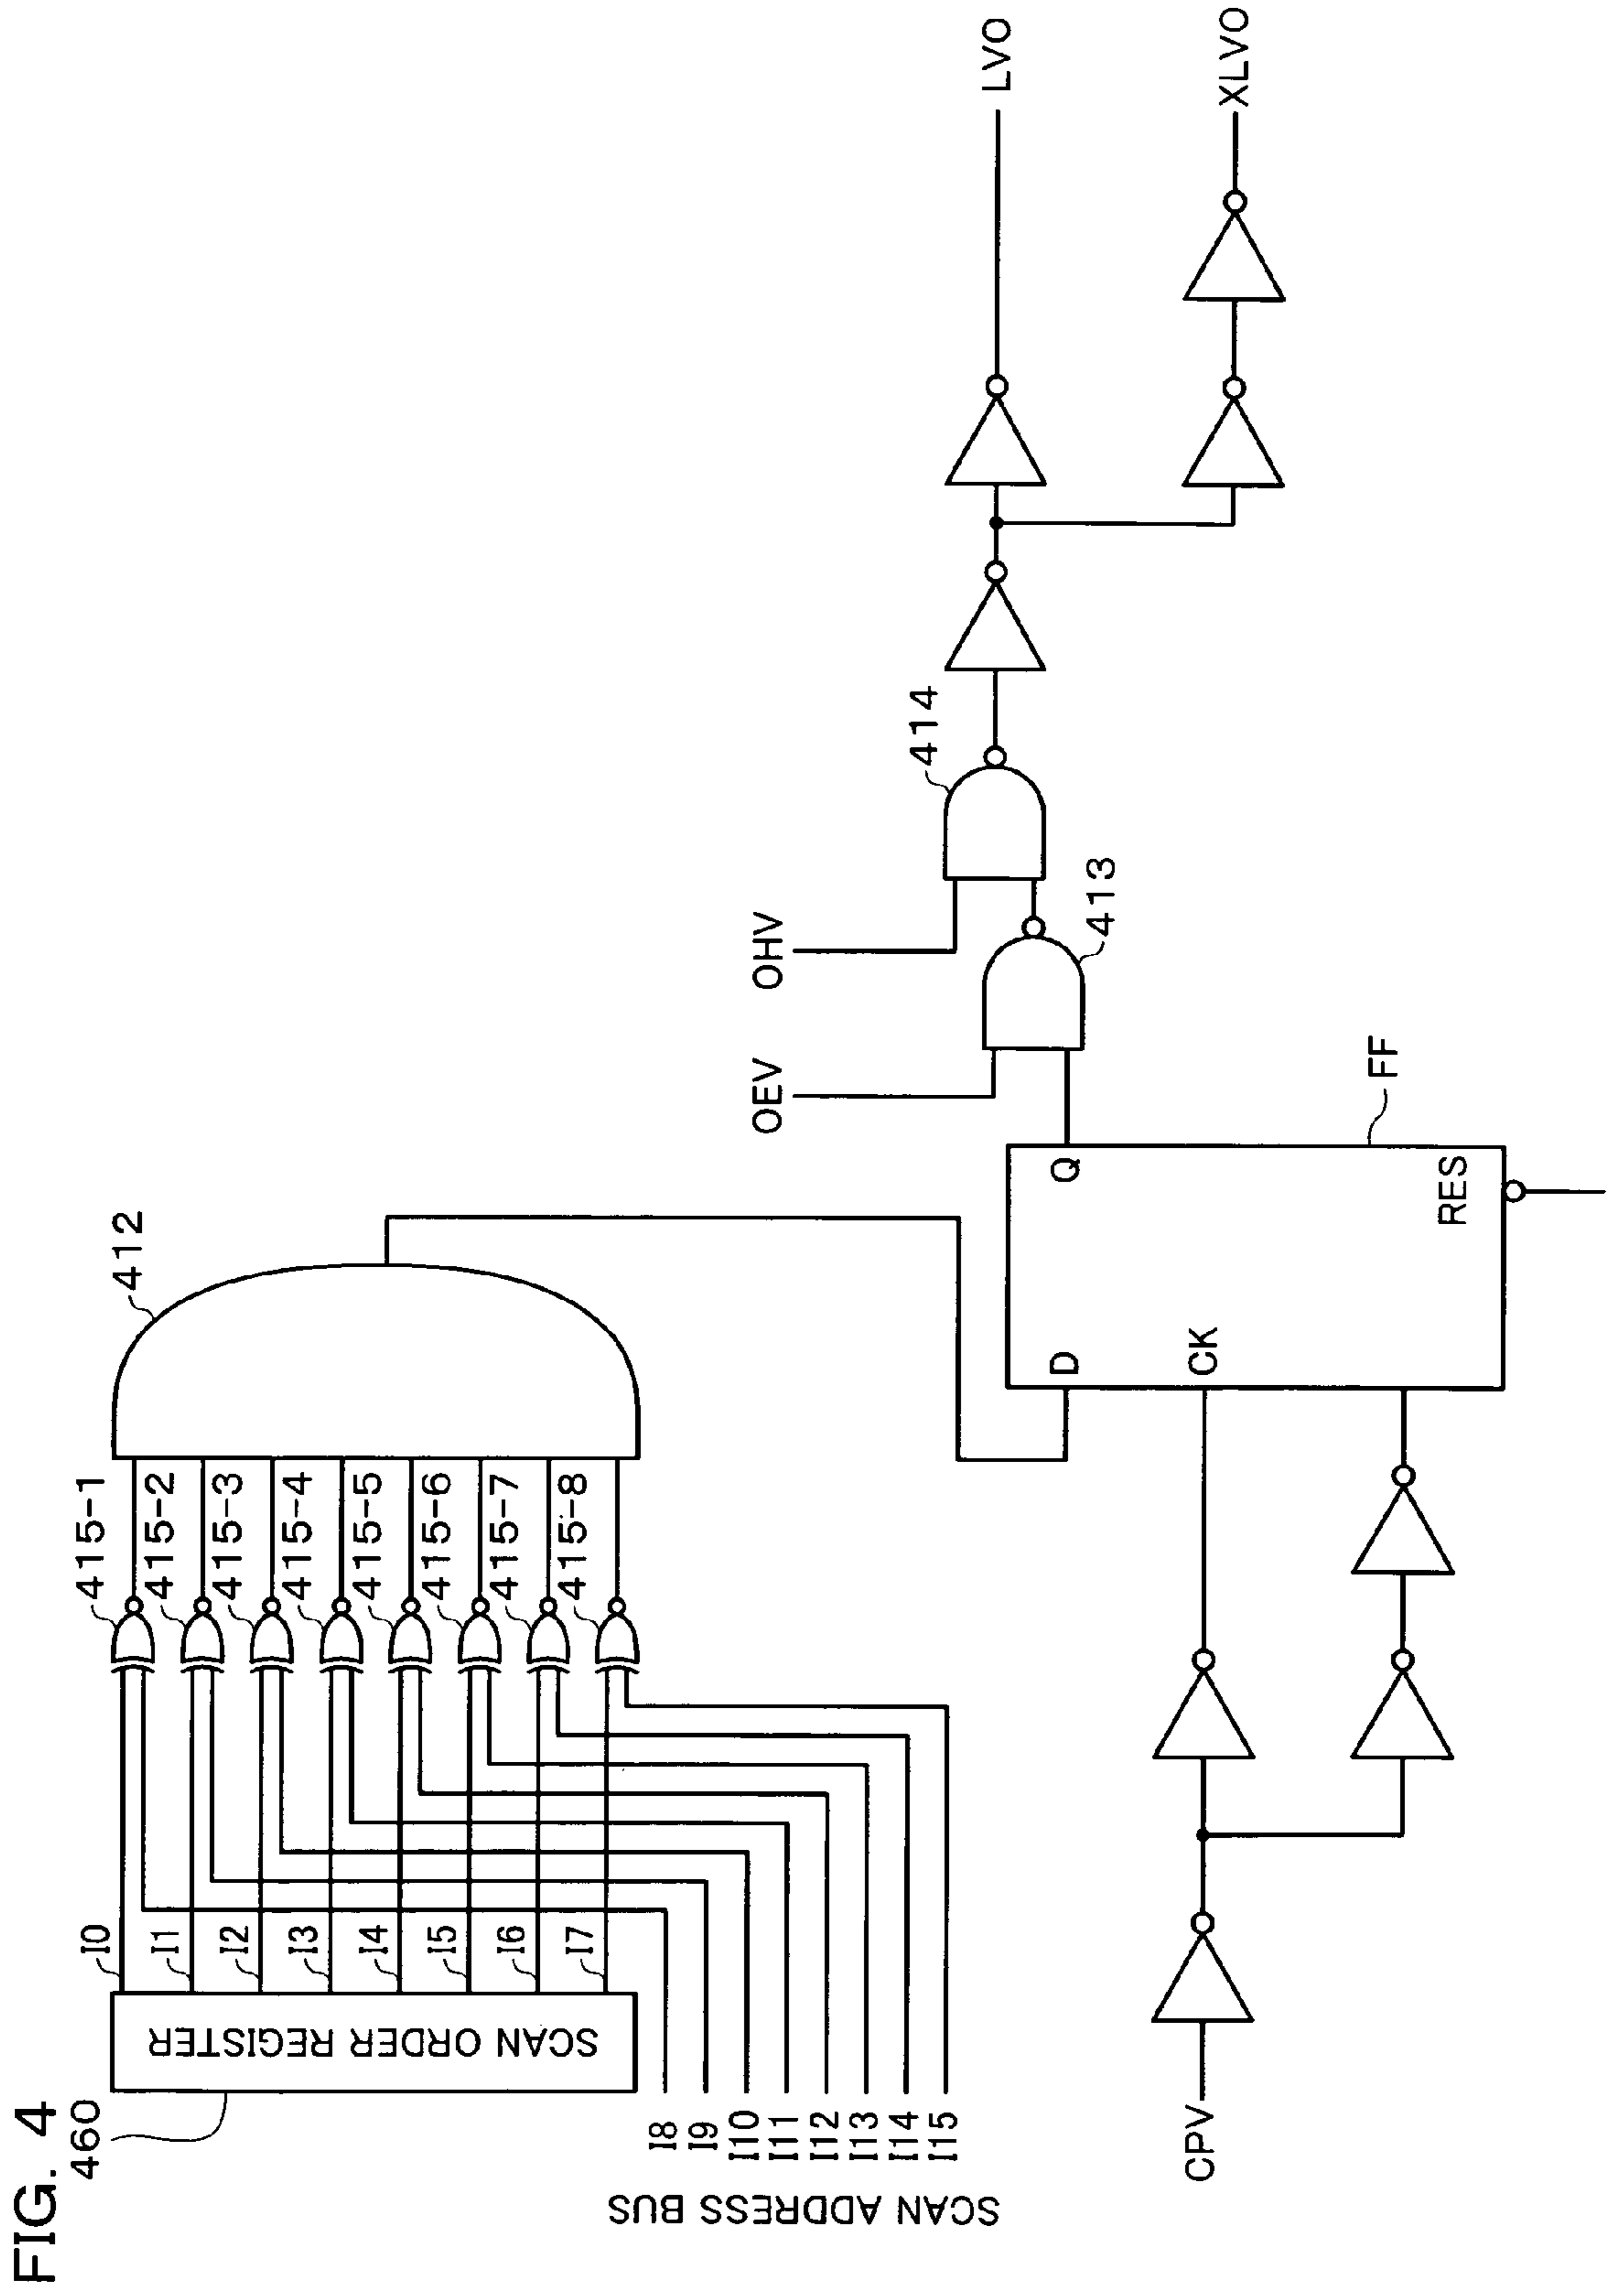 FIG. 4
460
SCAN ORDER REGISTER
I0
I1
I2
I3
I4
I5
I6
I7
415-1
415-2
415-3
415-4
415-5
415-6
415-7
415-8
412
I8
I9
I10
I11
I12
I13
I14
I15
SCAN ADDRESS BUS
OEV
OHV
413
414
LVO
XLVO
D
Q
CK
RES
FF
CPV